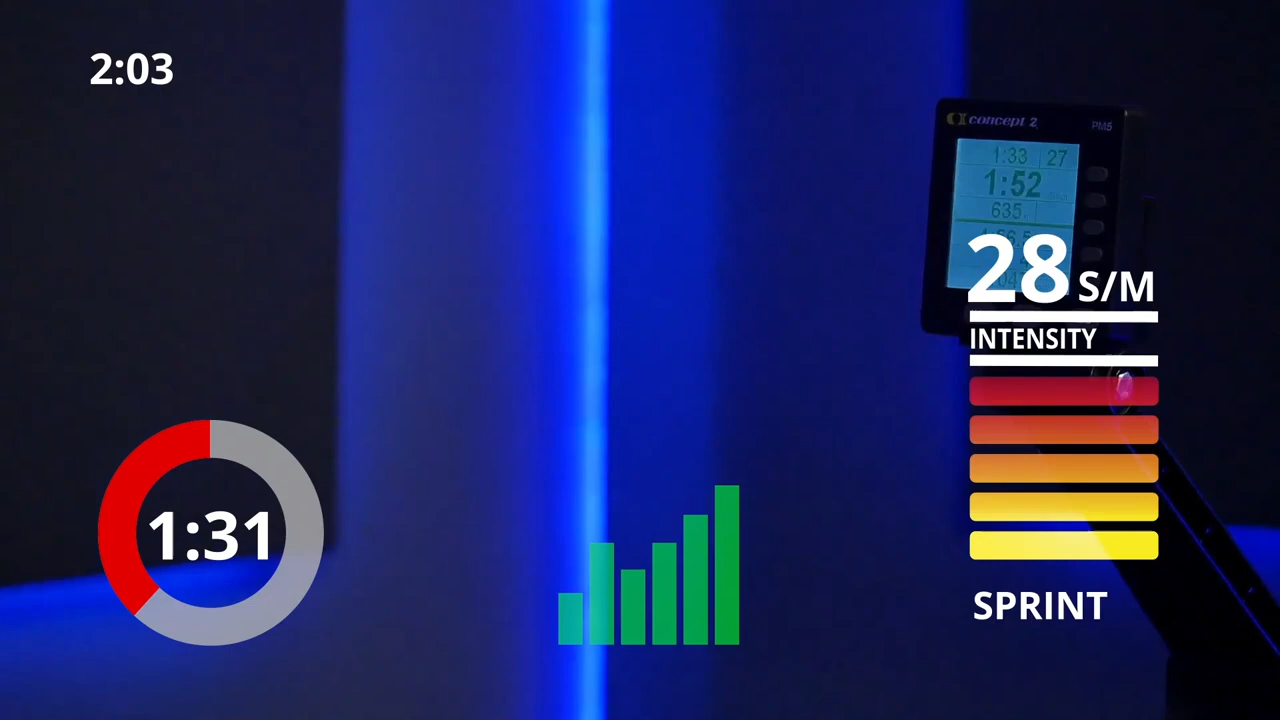 2:03
concept 2
PM5
1:33 27
1:52
635
28 S/M
INTENSITY
1:31
SPRINT